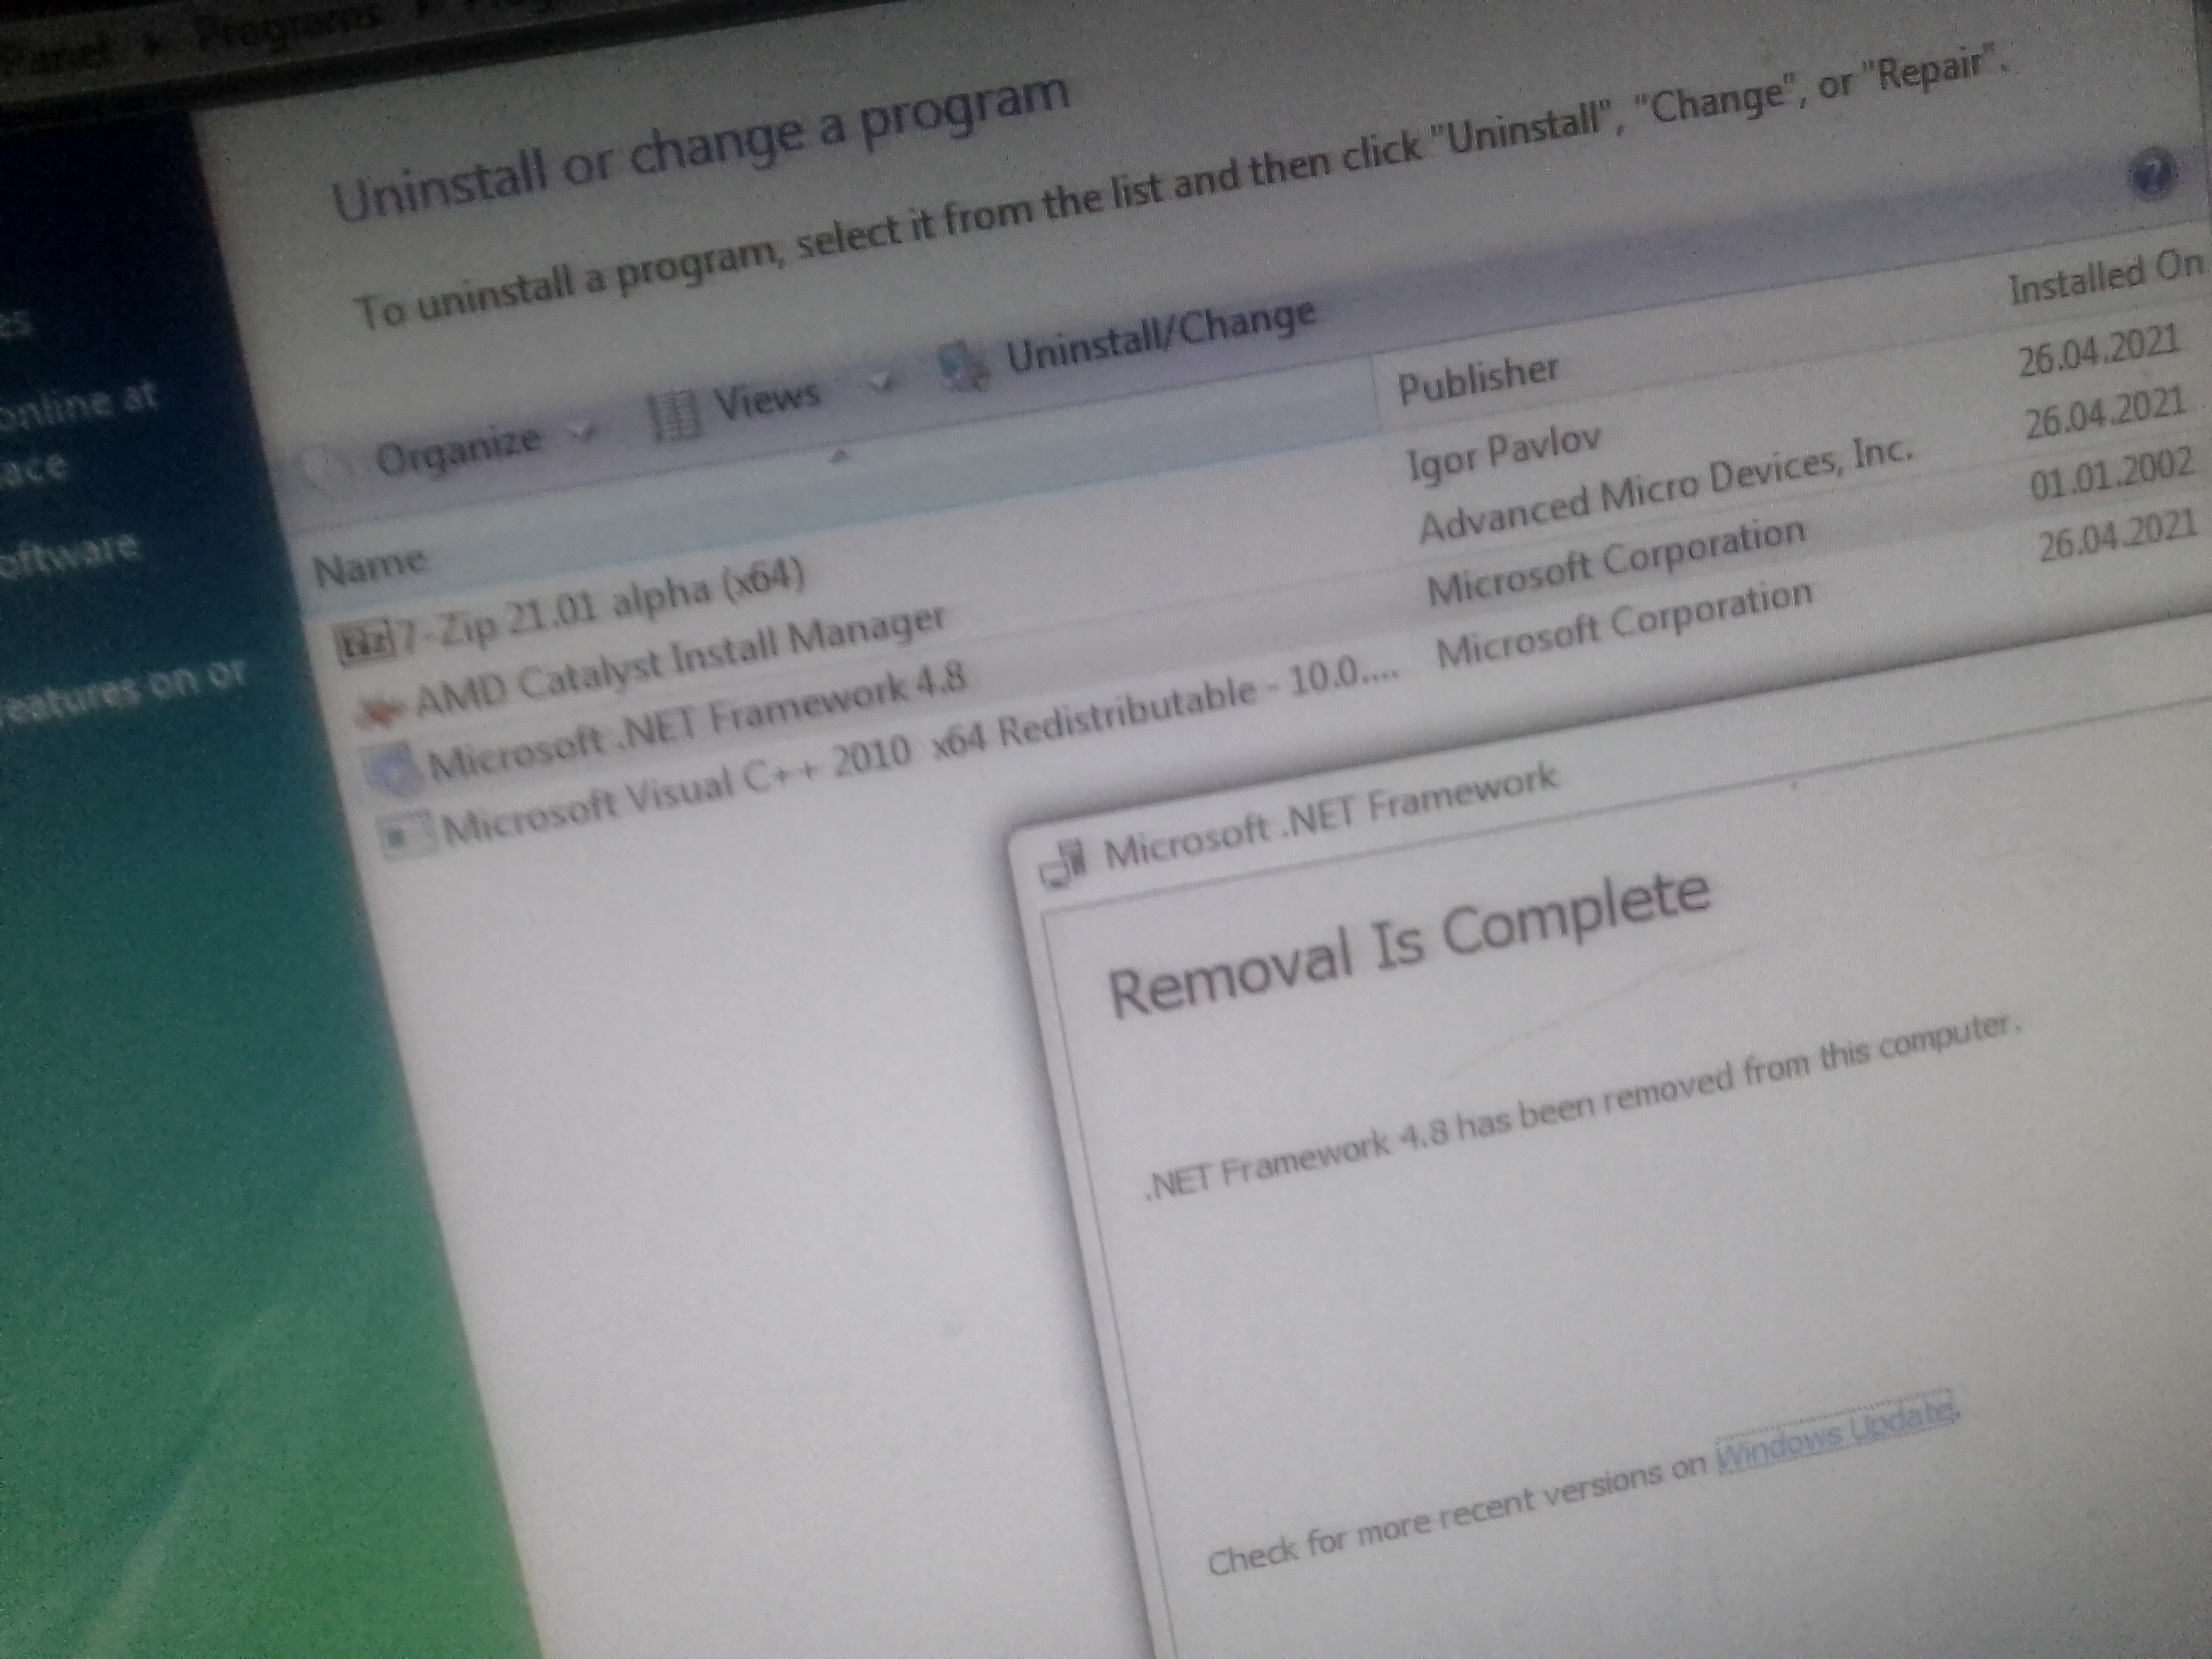 Programs
Uninstall or change a program
To uninstall a program, select it from the list and then click "Uninstall", "Change", or "Repair".
es
online at
ace
oftware
eatures on or
Organize Views Uninstall/Change
Name Publisher Installed On
7-Zip 21.01 alpha (x64) Igor Pavlov 26.04.2021
AMD Catalyst Install Manager Advanced Micro Devices, Inc. 26.04.2021
Microsoft .NET Framework 4.8 Microsoft Corporation 01.01.2002
Microsoft Visual C++ 2010 x64 Redistributable - 10.0.... Microsoft Corporation 26.04.2021
Microsoft .NET Framework
Removal Is Complete
.NET Framework 4.8 has been removed from this computer.
Check for more recent versions on Windows Update.